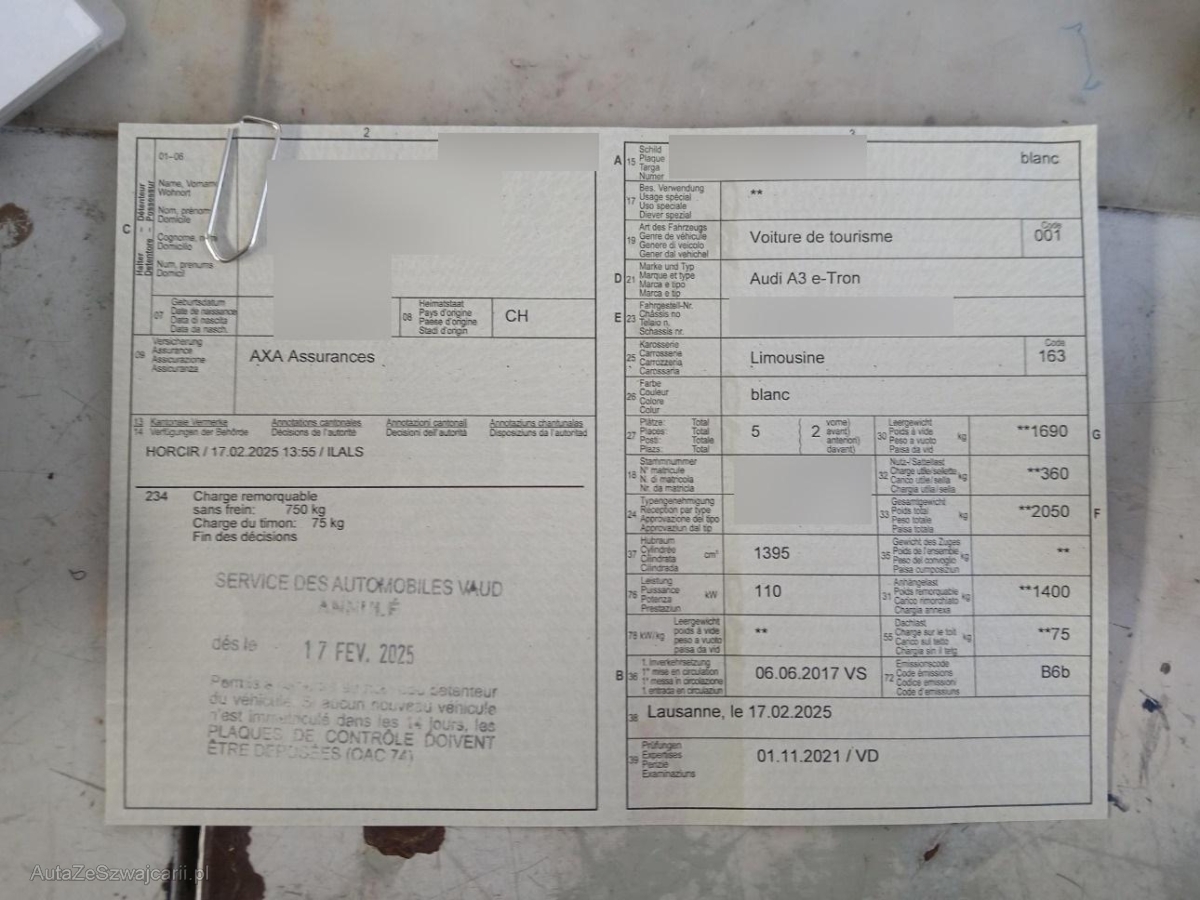 2
01-06
C
Halter - Détenteur
Detentore - Possessur
Name, Vorname
Wohnort
Nom, prénom
Domicile
Cognome,
Domicilio
Num, prenums
Domicil
07
Geburtsdatum
Date de naissance
Data di nascita
Data da nasch.
08
Heimatstaat
Pays d'origine
Paese d'origine
Stadi d'origin
CH
09
Versicherung
Assurance
Assicurazione
Assicuranza
AXA Assurances
13 Kantonale Vermerke Annotations cantonales Annotazioni cantonali Annotaziuns chantunalas
14 Verfügungen der Behörde Décisions de l'autorité Decisioni dell'autorità Disposiziuns da l'autoritad
HORCIR / 17.02.2025 13:55 / ILALS
234 Charge remorquable
sans frein: 750 kg
Charge du timon: 75 kg
Fin des décisions
SERVICE DES AUTOMOBILES VAUD
ANNULÉ
dès le 17 FEV. 2025
du détenteur
du véhicule. Si aucun nouveau véhicule
n'est immatriculé dans les 14 jours, les
PLAQUES DE CONTRÔLE DOIVENT
ÊTRE DÉPOSÉES (OAC 74)
3
A 15
Schild
Plaque
Targa
Numer
blanc
17
Bes. Verwendung
Usage spécial
Uso speciale
Diever spezial
**
19
Art des Fahrzeugs
Genre de véhicule
Genere di veicolo
Gener dal vehichel
Voiture de tourisme
Code
001
D 21
Marke und Typ
Marque et type
Marca e tipo
Marca e tip
Audi A3 e-Tron
E 23
Fahrgestell-Nr.
Châssis no
Telaio n.
Schassis nr.
25
Karosserie
Carrosserie
Carrozzeria
Carossaria
Limousine
Code
163
26
Farbe
Couleur
Colore
Colur
blanc
27
Plätze: Total
Places: Total
Posti: Totale
Plazs: Total
5
2
vorne)
avant)
anteriori)
davant)
30
Leergewicht
Poids à vide
Peso a vuoto
Paisa da vid
kg
**1690
G
18
Stammnummer
N° matricule
N. di matricola
Nr. da matricla
32
Nutz-/Sattellast
Charge utile/sellette
Carico utile/sella
Chargia utila/sella
kg
**360
24
Typengenehmigung
Réception par type
Approvazione del tipo
Approvaziun dal tip
33
Gesamtgewicht
Poids total
Peso totale
Paisa totala
kg
**2050
F
37
Hubraum
Cylindrée
Cilindrata
Cilindrada
cm³
1395
35
Gewicht des Zuges
Poids de l'ensemble
Peso del convoglio
Paisa cumposiziun
kg
**
76
Leistung
Puissance
Potenza
Prestaziun
kW
110
31
Anhängelast
Poids remorquable
Carico rimorchiato
Chargia annexa
kg
**1400
78 kW/kg
Leergewicht
poids à vide
peso a vuoto
paisa da vid
**
55
Dachlast
Charge sur le toit
Carico sul tetto
Chargia sin il tetg
kg
**75
B 36
1. Inverkehrsetzung
1re mise en circulation
1a messa in circolazione
1. entrada en circulaziun
06.06.2017 VS
72
Emissionscode
Code émissions
Codice emissioni
Code d'emissiuns
B6b
38 Lausanne, le 17.02.2025
39
Prüfungen
Expertises
Perizie
Examinaziuns
01.11.2021 / VD
AutaZeSzwajcarii.pl